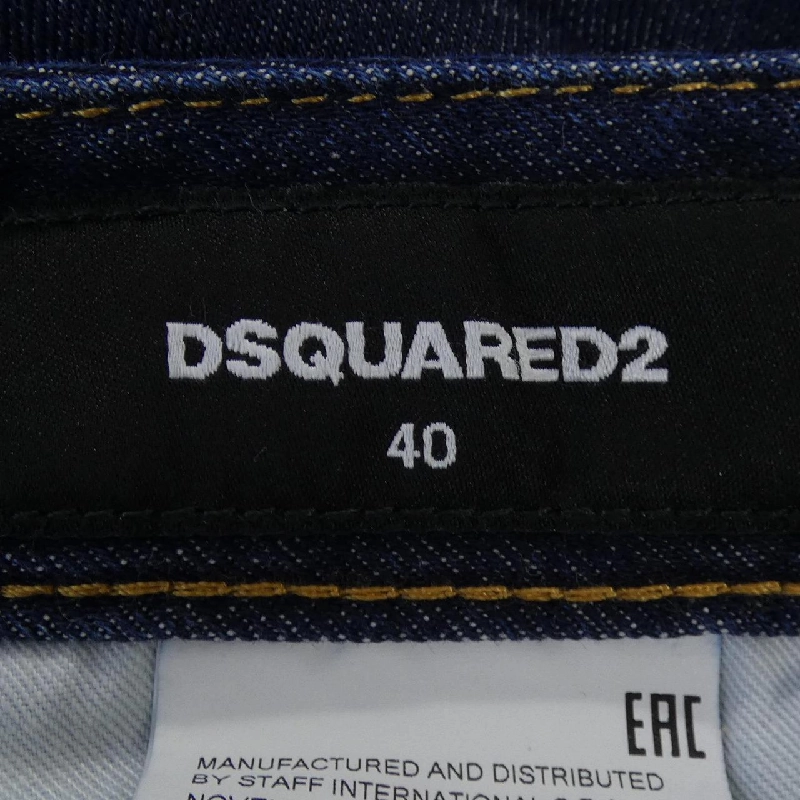 DSQUARED2
40
EAC
MANUFACTURED AND DISTRIBUTED
BY STAFF INTERNATIONAL